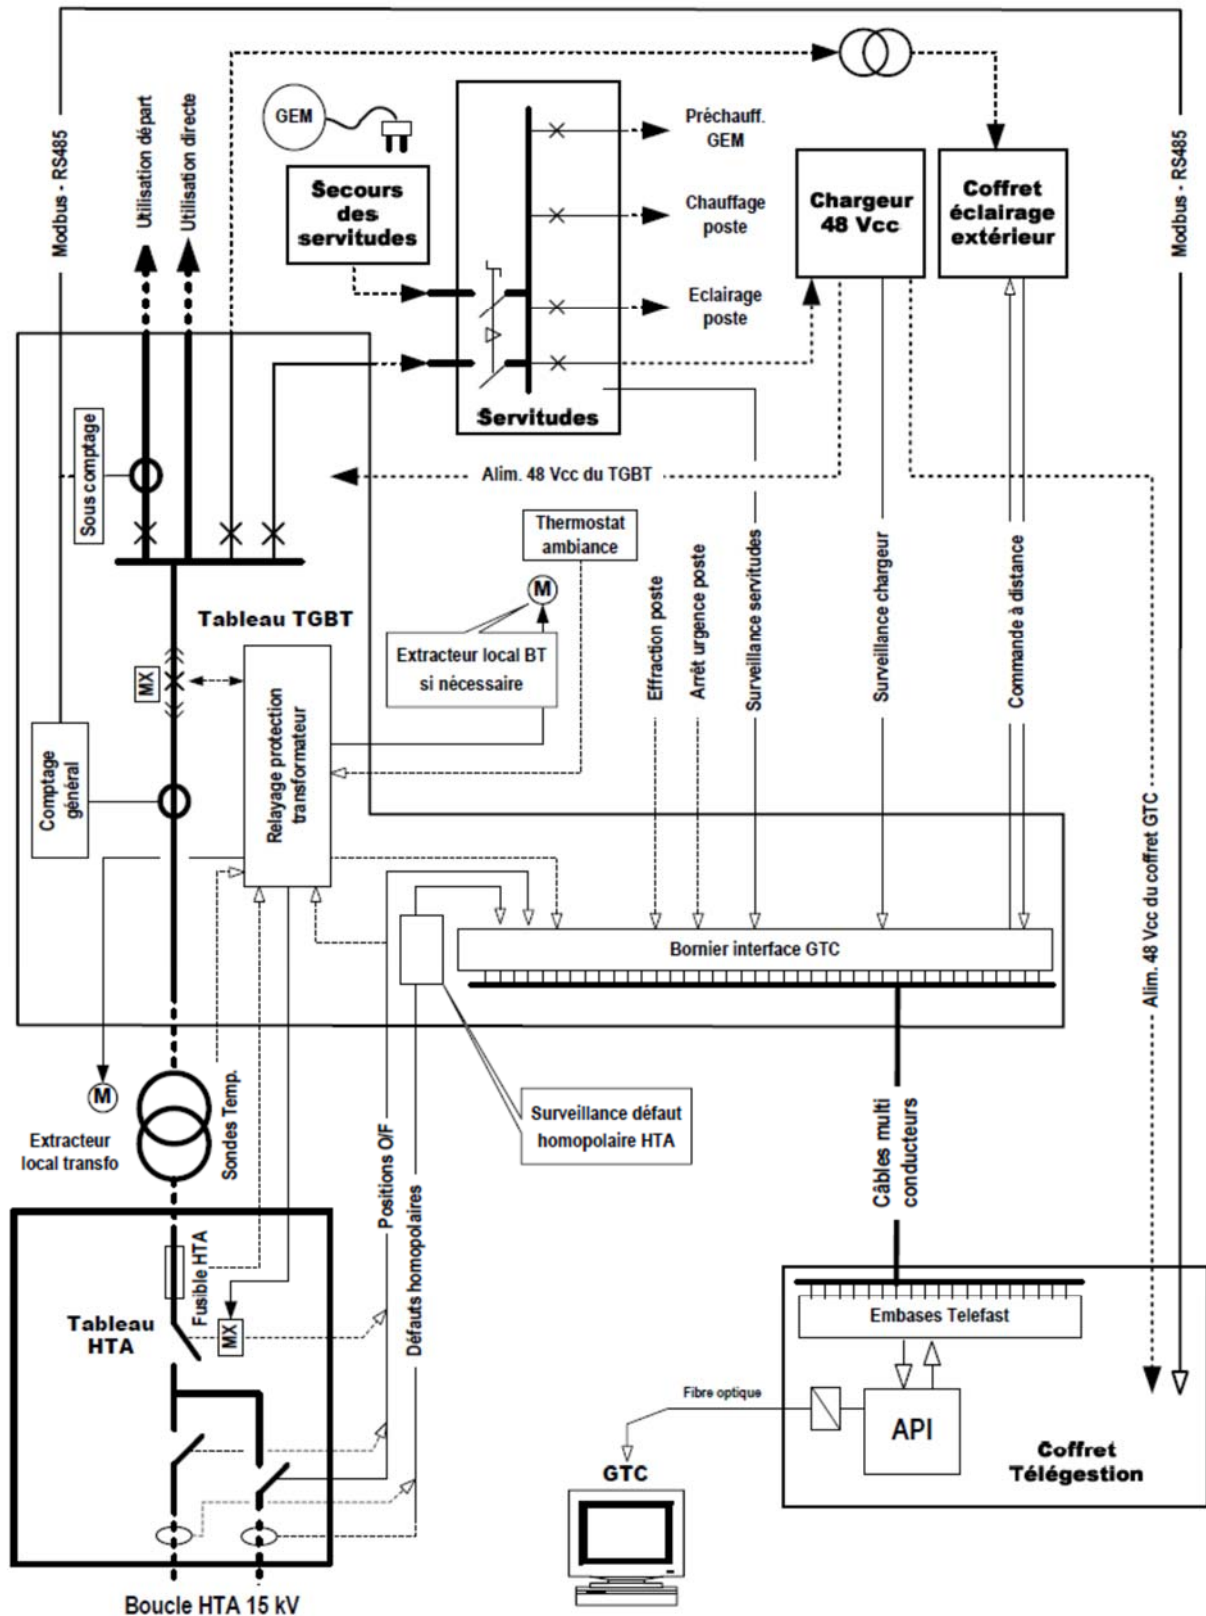 Modbus - RS485
Utilisation départ
Utilisation directe
GEM
Secours
des
servitudes
Préchauff.
GEM
Chauffage
poste
Eclairage
poste
Servitudes
Chargeur
48 Vcc
Coffret
éclairage
extérieur
Modbus - RS485
Sous comptage
Alim. 48 Vcc du TGBT
Thermostat
ambiance
M
Tableau TGBT
Extracteur local BT
si nécessaire
MX
Relayage protection
transformateur
Comptage
général
Effraction poste
Arrêt urgence poste
Surveillance servitudes
Surveillance chargeur
Commande à distance
Alim. 48 Vcc du coffret GTC
Bornier interface GTC
M
Extracteur
local transfo
Sondes Temp.
Surveillance défaut
homopolaire HTA
Positions O/F
Défauts homopolaires
Câbles multi
conducteurs
Fusible HTA
Tableau
HTA
MX
Embases Telefast
Fibre optique
API
GTC
Coffret
Télégestion
Boucle HTA 15 kV